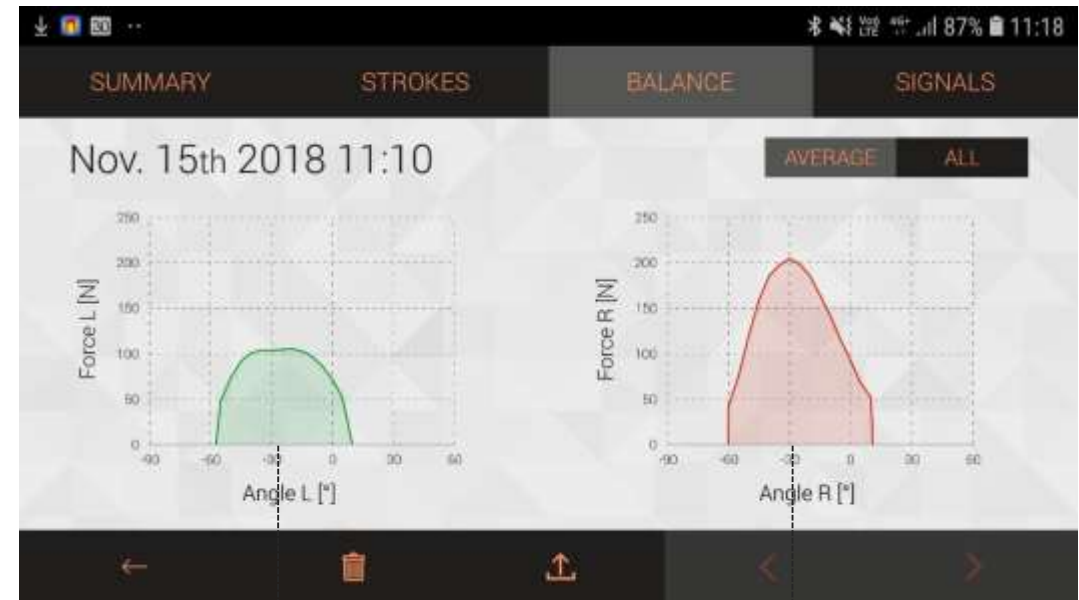 87% 11:18
SUMMARY STROKES BALANCE SIGNALS
Nov. 15th 2018 11:10
AVERAGE ALL
Force L [N]
250
200
150
100
50
0
-90 -60 -30 0 30 60
Angle L [°]
Force R [N]
250
200
150
100
50
0
-90 -60 -30 0 30 60
Angle R [°]